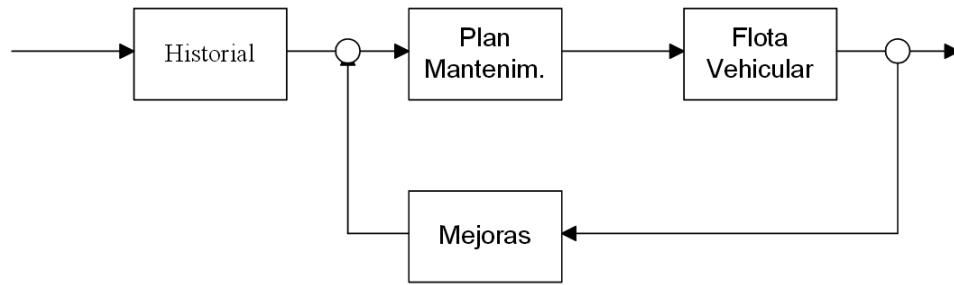 Historial
Plan
Mantenim.
Flota
Vehicular
Mejoras